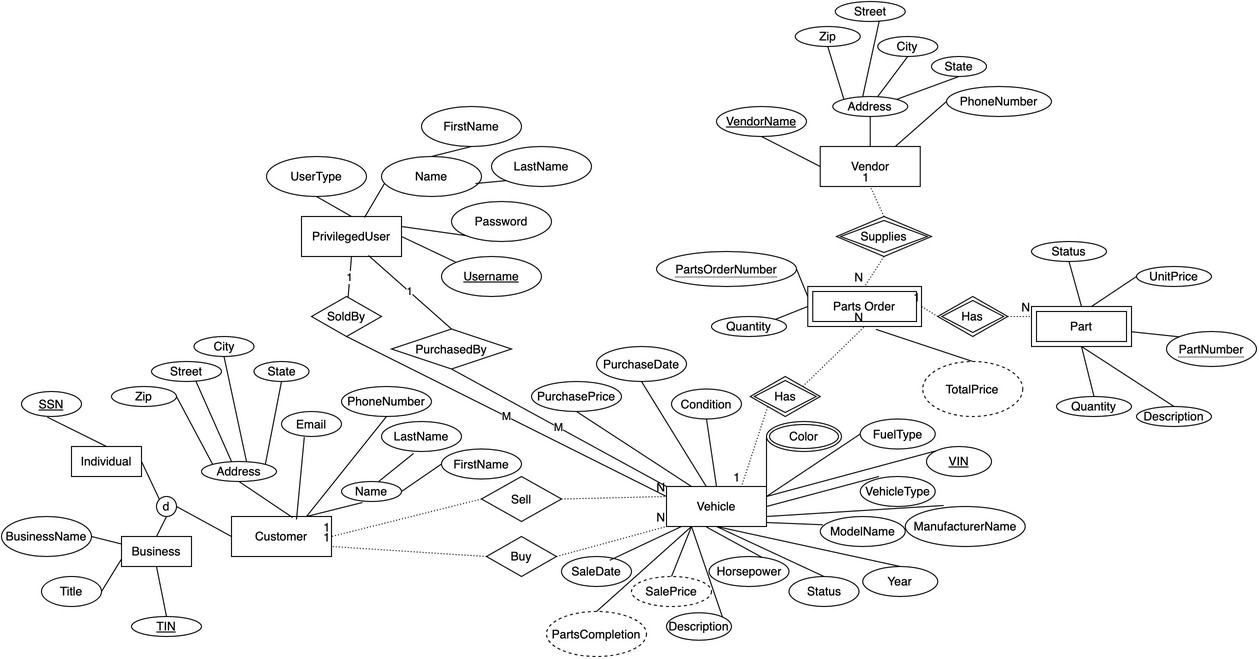 Street
Zip
City
State
Address
PhoneNumber
VendorName
Vendor
1
FirstName
UserType
Name
LastName
Password
PrivilegedUser
Username
Supplies
1
1
N
PartsOrderNumber
Parts Order
1
N
Quantity
Has
N
Status
UnitPrice
Part
PartNumber
Quantity
Description
TotalPrice
SoldBy
PurchasedBy
M
M
City
Street
State
Zip
SSN
Email
PhoneNumber
LastName
FirstName
Name
Address
Individual
d
BusinessName
Business
Title
TIN
Customer
1
1
Sell
Buy
N
N
PurchaseDate
PurchasePrice
Condition
Has
1
Color
FuelType
VIN
VehicleType
Vehicle
ModelName
ManufacturerName
SaleDate
SalePrice
Horsepower
Status
Year
PartsCompletion
Description